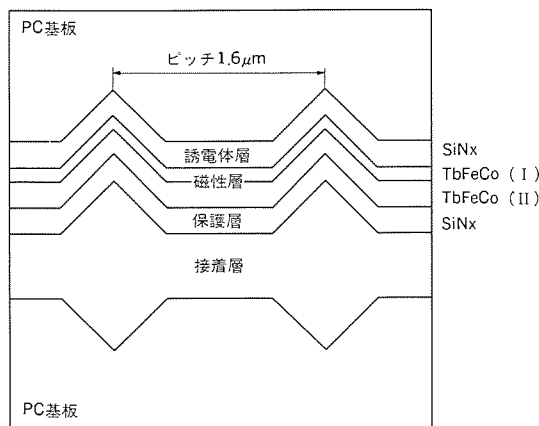 PC基板
ピッチ1.6μm
誘電体層
SiNx
磁性層
TbFeCo (I)
TbFeCo (II)
保護層
SiNx
接着層
PC基板